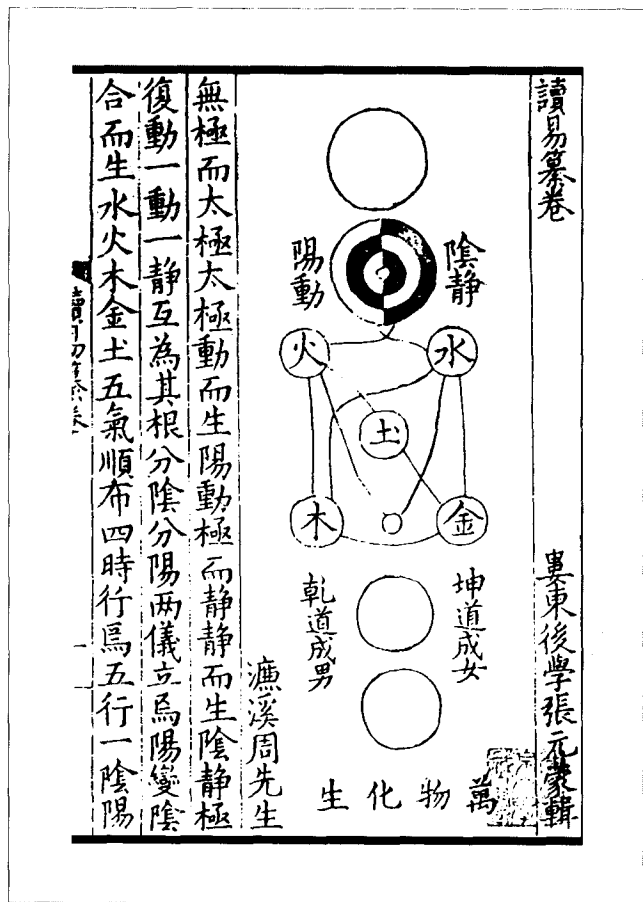 讀易纂卷
婁東後學張元蒙輯
陰靜
陽動
水
火
土
金
木
坤道成女
乾道成男
萬物化生
濂溪周先生
無極而太極太極動而生陽動極而静静而生陰静極
復動一動一静互為其根分陰分陽兩儀立焉陽變陰
合而生水火木金土五氣順布四時行焉五行一陰陽